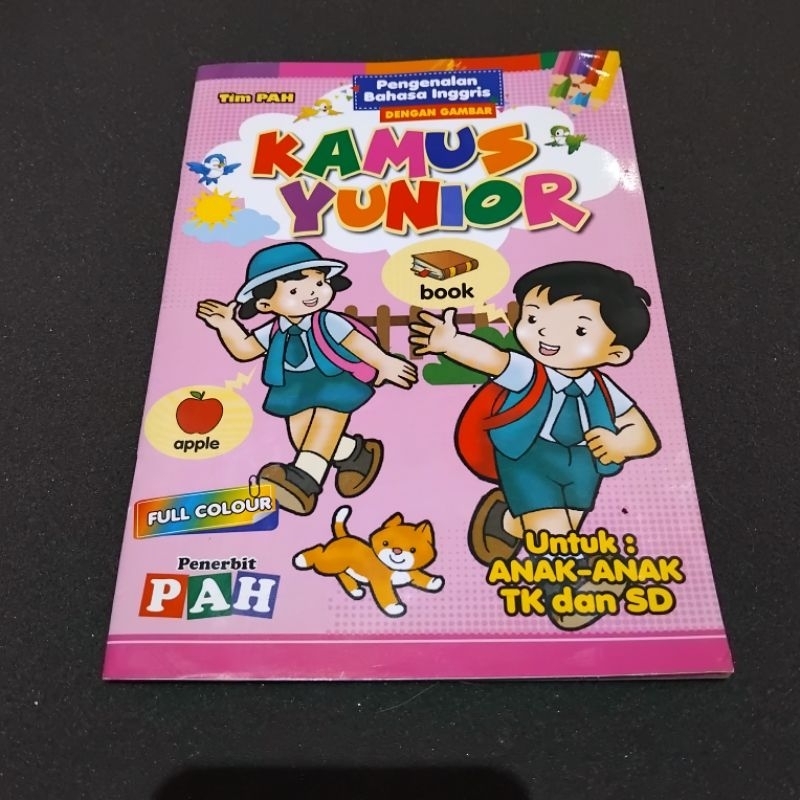 Tim PAH
Pengenalan
Bahasa Inggris
DENGAN GAMBAR
KAMUS
YUNIOR
book
apple
FULL COLOUR
Penerbit
PAH
Untuk :
ANAK-ANAK
TK dan SD